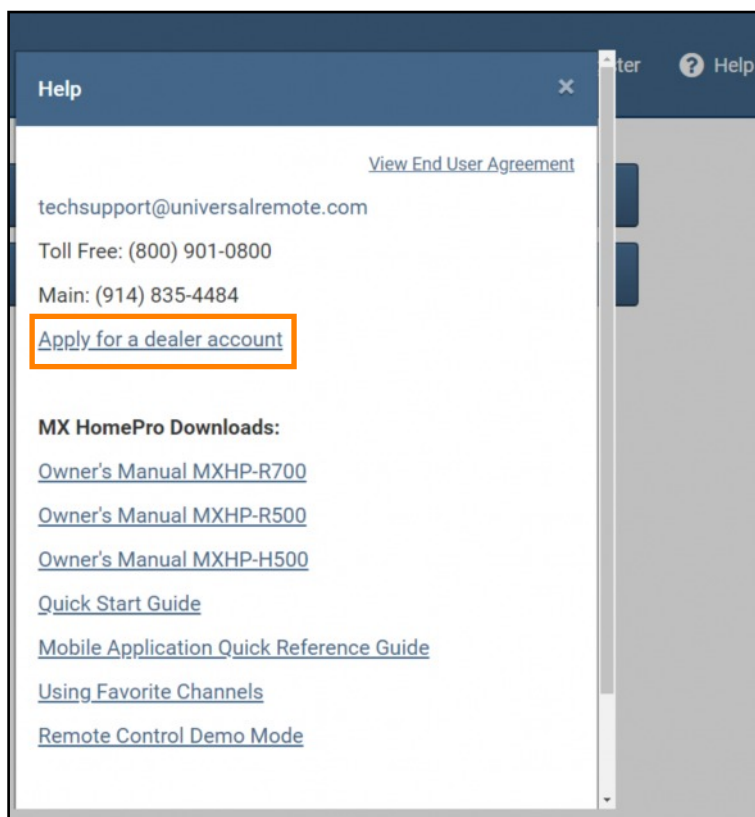 Help
Help
View End User Agreement
techsupport@universalremote.com
Toll Free: (800) 901-0800
Main: (914) 835-4484
Apply for a dealer account
MX HomePro Downloads:
Owner's Manual MXHP-R700
Owner's Manual MXHP-R500
Owner's Manual MXHP-H500
Quick Start Guide
Mobile Application Quick Reference Guide
Using Favorite Channels
Remote Control Demo Mode